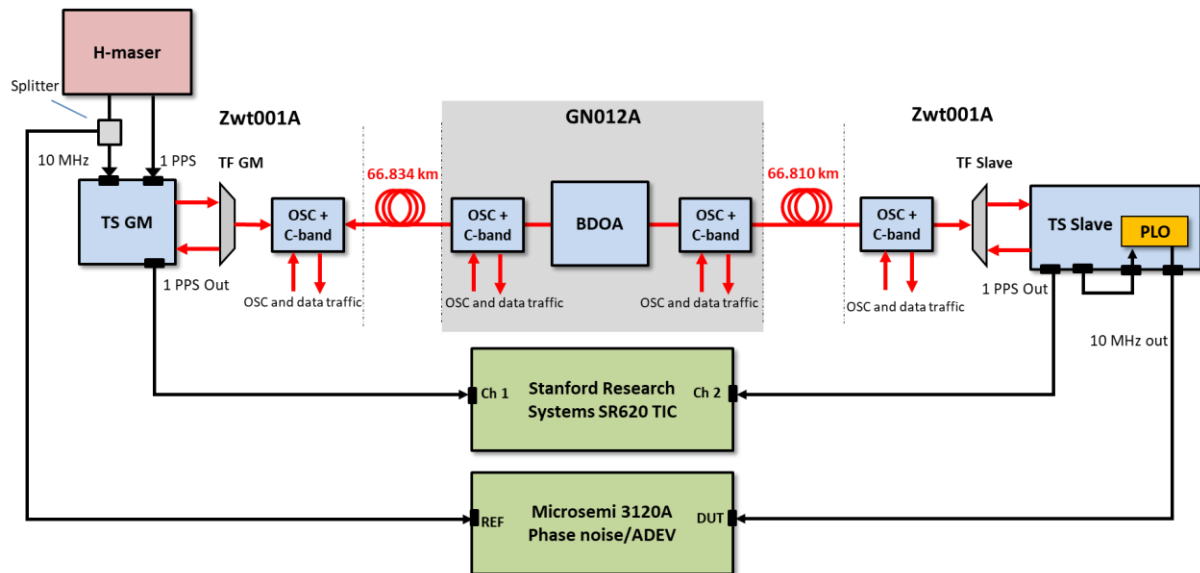 H-maser
Splitter
Zwt001A
GN012A
Zwt001A
10 MHz
1 PPS
TF GM
66.834 km
66.810 km
TF Slave
TS GM
OSC +
C-band
OSC +
C-band
BDOA
OSC +
C-band
OSC +
C-band
TS Slave
PLO
1 PPS Out
OSC and data traffic
OSC and data traffic
OSC and data traffic
OSC and data traffic
1 PPS Out
10 MHz out
Ch 1
Stanford Research
Systems SR620 TIC
Ch 2
REF
Microsemi 3120A
Phase noise/ADEV
DUT